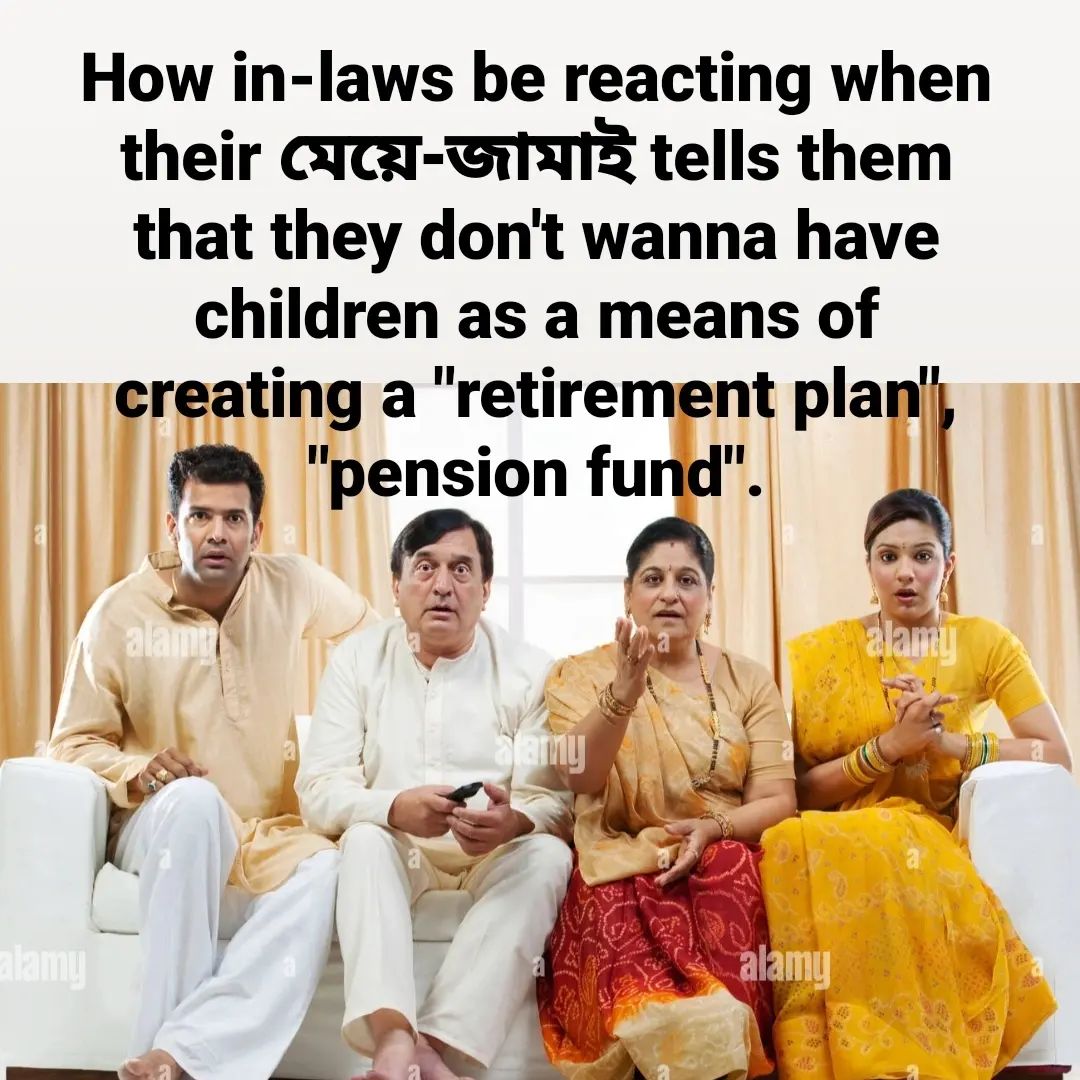 How in-laws be reacting when
their মেয়ে-জামাই tells them
that they don't wanna have
children as a means of
creating a "retirement plan",
"pension fund".
alamy
alamy
alamy
alamy
alamy